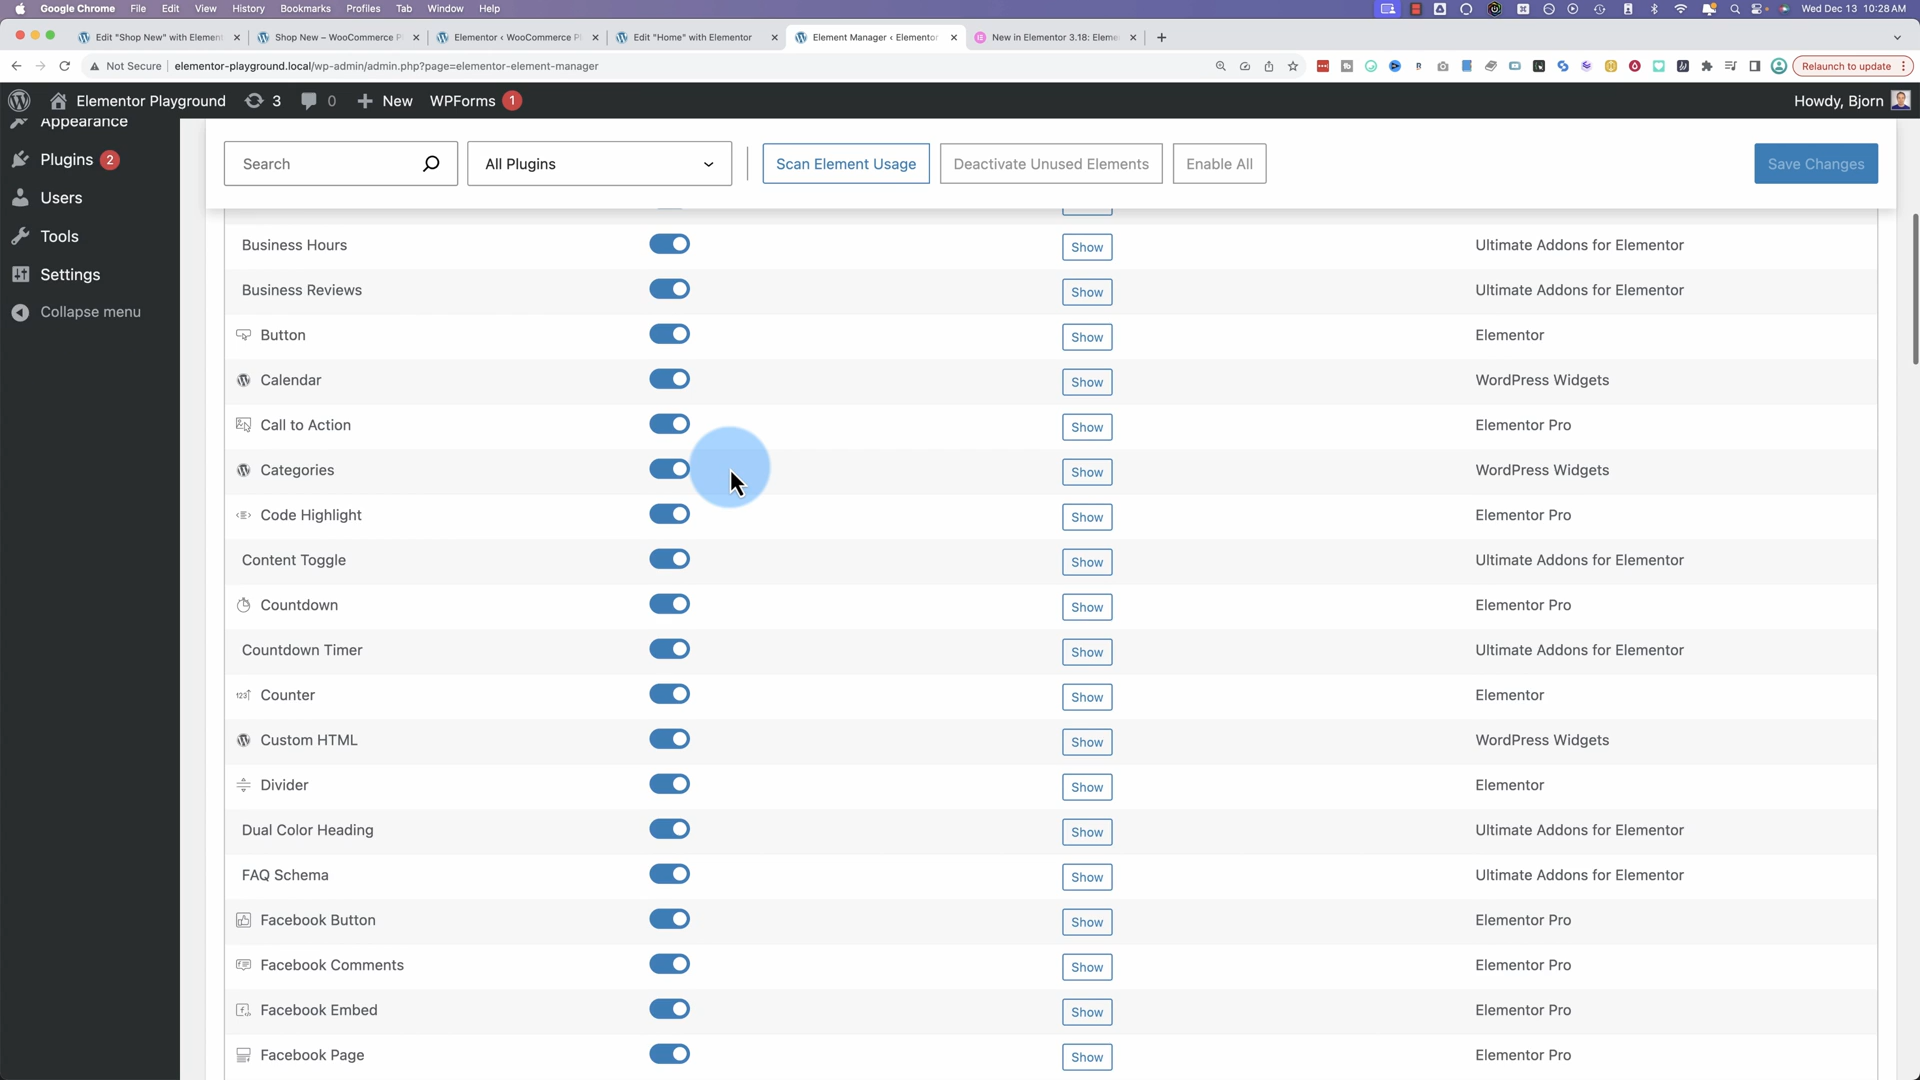 Google Chrome File Edit View History Bookmarks Profiles Tab Window Help Wed Dec 13 10:28 AM
Edit "Shop New" with Element Shop New – WooCommerce P Elementor ‹ WooCommerce P Edit "Home" with Elementor Element Manager ‹ Elementor New in Elementor 3.18: Eleme
Not Secure elementor-playground.local/wp-admin/admin.php?page=elementor-element-manager Relaunch to update
Elementor Playground 3 0 New WPForms 1 Howdy, Bjorn
Appearance
Plugins 2
Users
Tools
Settings
Collapse menu
Search All Plugins Scan Element Usage Deactivate Unused Elements Enable All Save Changes
Business Hours Show Ultimate Addons for Elementor
Business Reviews Show Ultimate Addons for Elementor
Button Show Elementor
Calendar Show WordPress Widgets
Call to Action Show Elementor Pro
Categories Show WordPress Widgets
Code Highlight Show Elementor Pro
Content Toggle Show Ultimate Addons for Elementor
Countdown Show Elementor Pro
Countdown Timer Show Ultimate Addons for Elementor
Counter Show Elementor
Custom HTML Show WordPress Widgets
Divider Show Elementor
Dual Color Heading Show Ultimate Addons for Elementor
FAQ Schema Show Ultimate Addons for Elementor
Facebook Button Show Elementor Pro
Facebook Comments Show Elementor Pro
Facebook Embed Show Elementor Pro
Facebook Page Show Elementor Pro